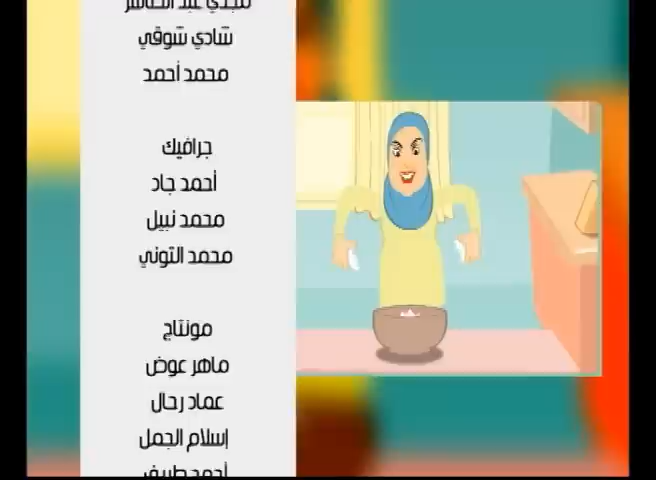 شادي شوقي
محمد أحمد
جرافيك
أحمد جاد
محمد نبيل
محمد التوني
مونتاج
ماهر عوض
عماد رحال
إسلام الجمل